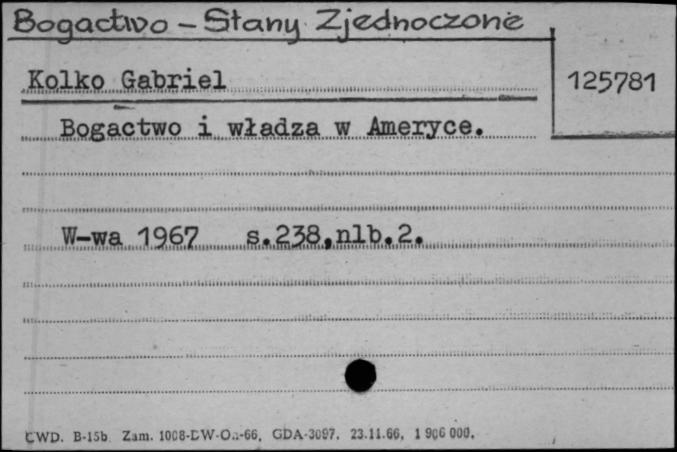 Bogactwo – Stany Zjednoczone
Kolko Gabriel
125781
Bogactwo i władza w Ameryce.
W-wa 1967 s.238,nlb.2.
CWD. B-15b. Zam. 1008-DW-On-66, GDA-3097, 23.11.66, 1 906 000.